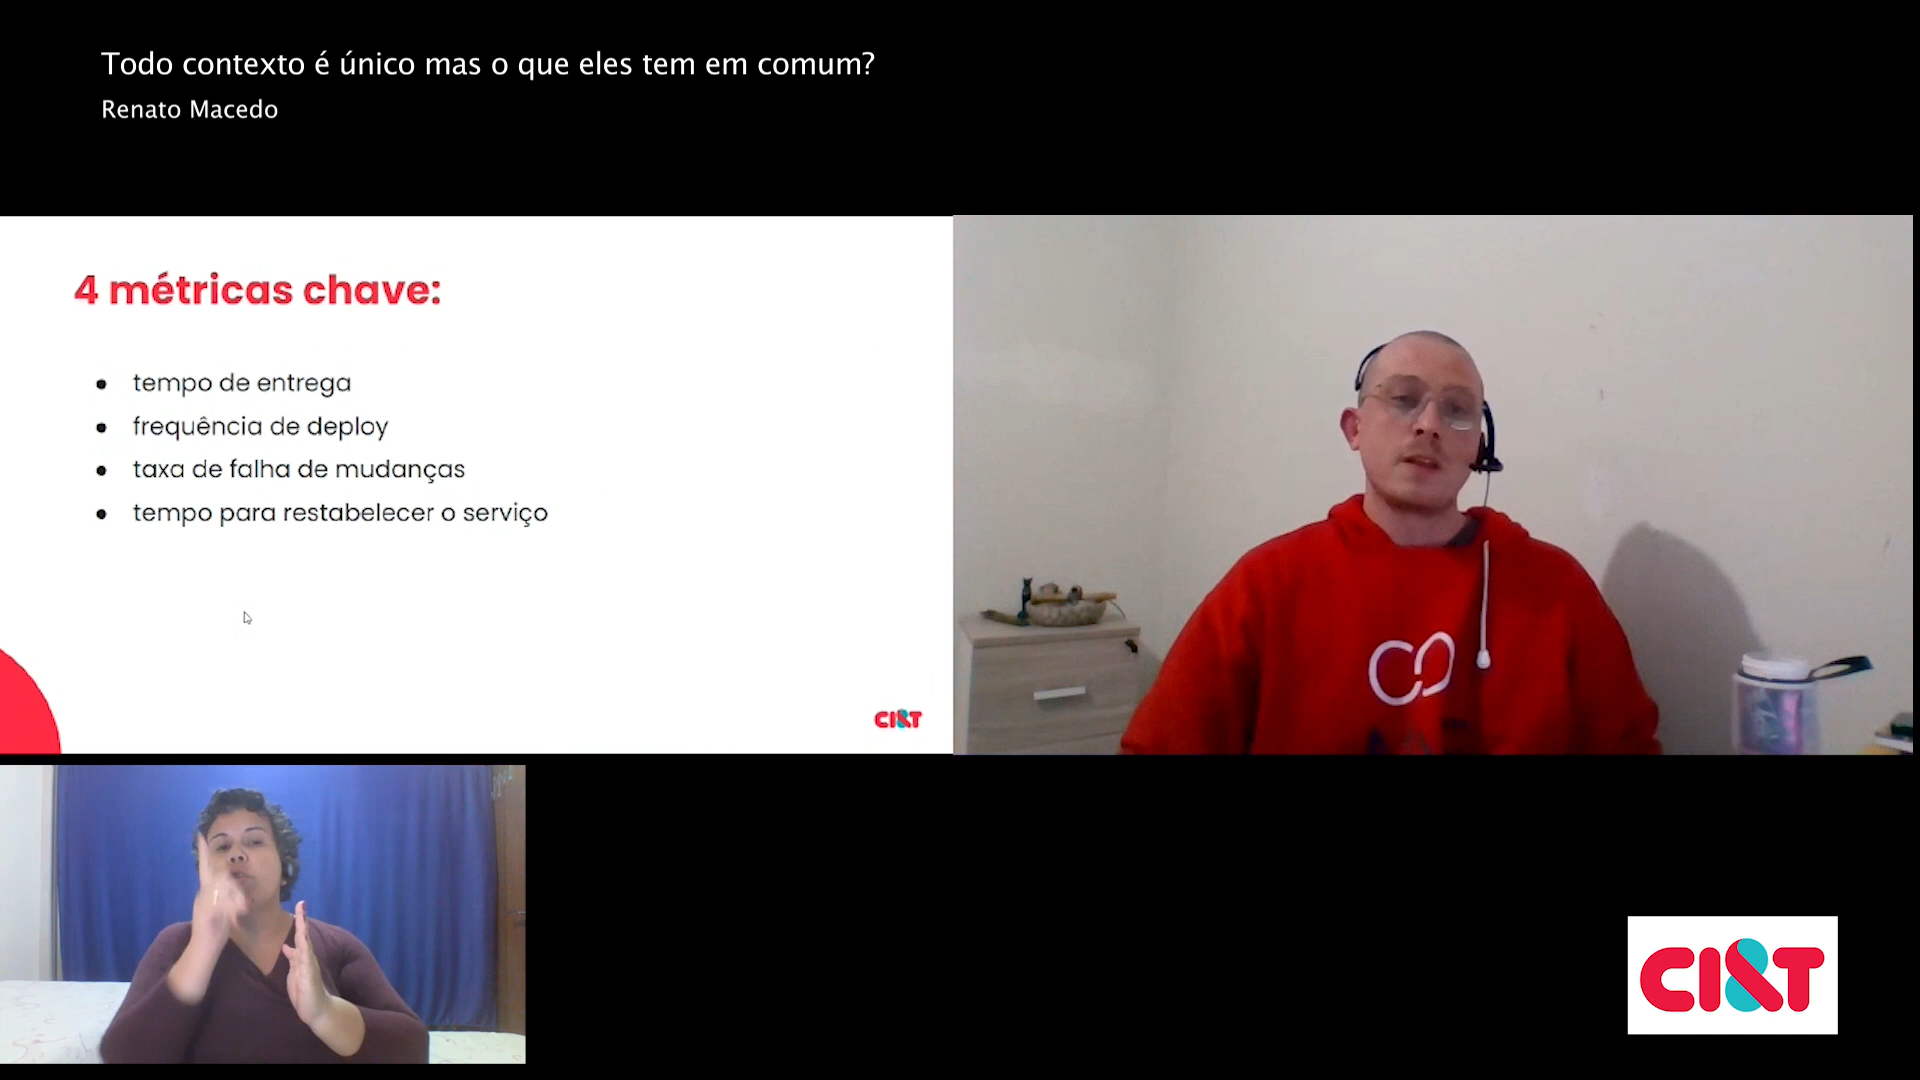 Todo contexto é único mas o que eles tem em comum?
Renato Macedo
4 métricas chave:
● tempo de entrega
● frequência de deploy
● taxa de falha de mudanças
● tempo para restabelecer o serviço
CI&T
CI&T